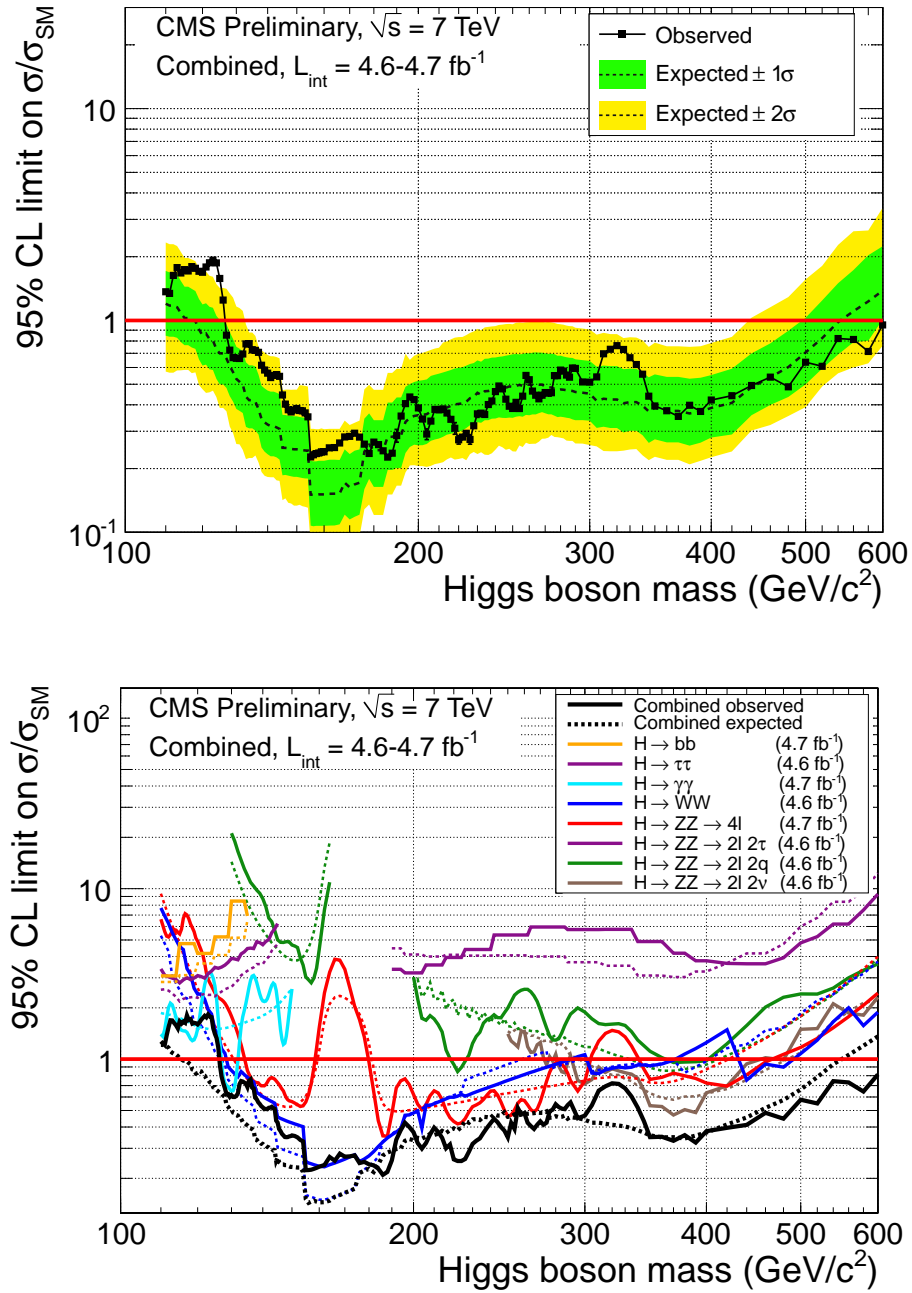 CMS Preliminary, √s = 7 TeV
Combined, L_int = 4.6-4.7 fb⁻¹
Observed
Expected ± 1σ
Expected ± 2σ
95% CL limit on σ/σ_SM
10
1
10⁻¹
100
200
300
400
500
600
Higgs boson mass (GeV/c²)
CMS Preliminary, √s = 7 TeV
Combined, L_int = 4.6-4.7 fb⁻¹
Combined observed
Combined expected
H → bb (4.7 fb⁻¹)
H → ττ (4.6 fb⁻¹)
H → γγ (4.7 fb⁻¹)
H → WW (4.6 fb⁻¹)
H → ZZ → 4l (4.7 fb⁻¹)
H → ZZ → 2l 2τ (4.6 fb⁻¹)
H → ZZ → 2l 2q (4.6 fb⁻¹)
H → ZZ → 2l 2ν (4.6 fb⁻¹)
95% CL limit on σ/σ_SM
10²
10
1
100
200
300
400
500
600
Higgs boson mass (GeV/c²)